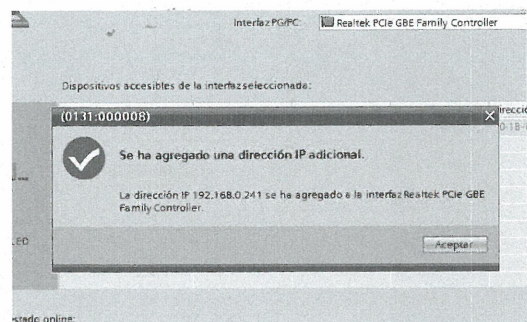 Interfaz PG/PC:
Realtek PCIe GBE Family Controller
Dispositivos accesibles de la interfaz seleccionada:
(0131:000008)
Se ha agregado una dirección IP adicional.
La dirección IP 192.168.0.241 se ha agregado a la interfaz Realtek PCIe GBE
Family Controller.
Aceptar
online: